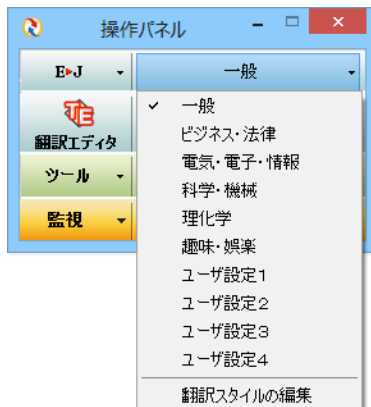 操作パネル
E▸J
一般
翻訳エディタ
ツール
監視
一般
ビジネス・法律
電気・電子・情報
科学・機械
理化学
趣味・娯楽
ユーザ設定1
ユーザ設定2
ユーザ設定3
ユーザ設定4
翻訳スタイルの編集